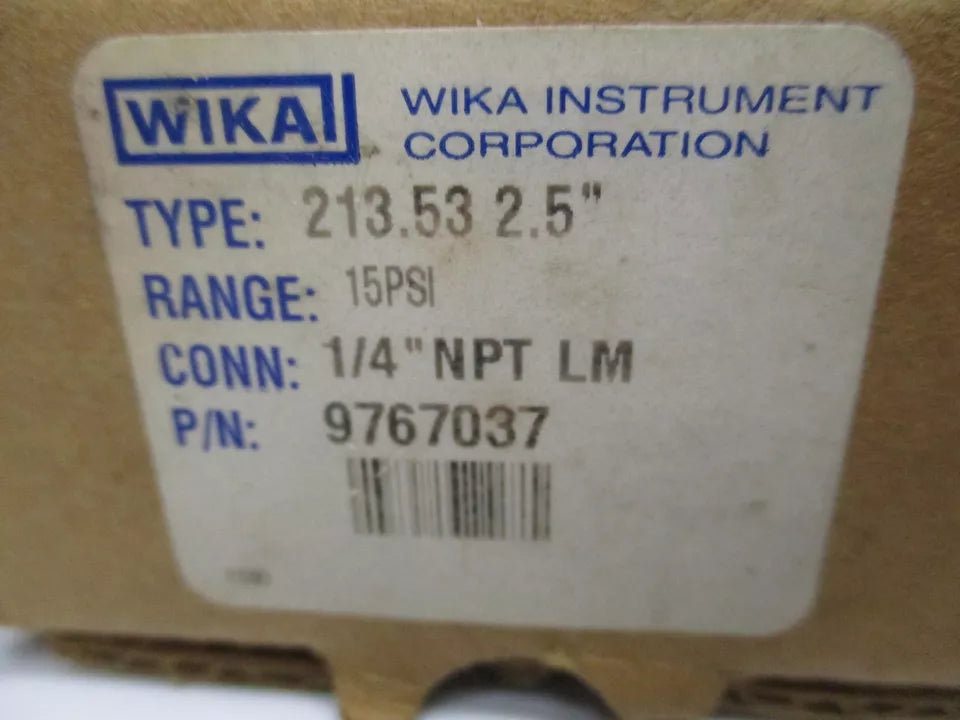 WIKA
WIKA INSTRUMENT
CORPORATION
TYPE: 213.53 2.5"
RANGE: 15PSI
CONN: 1/4" NPT LM
P/N: 9767037